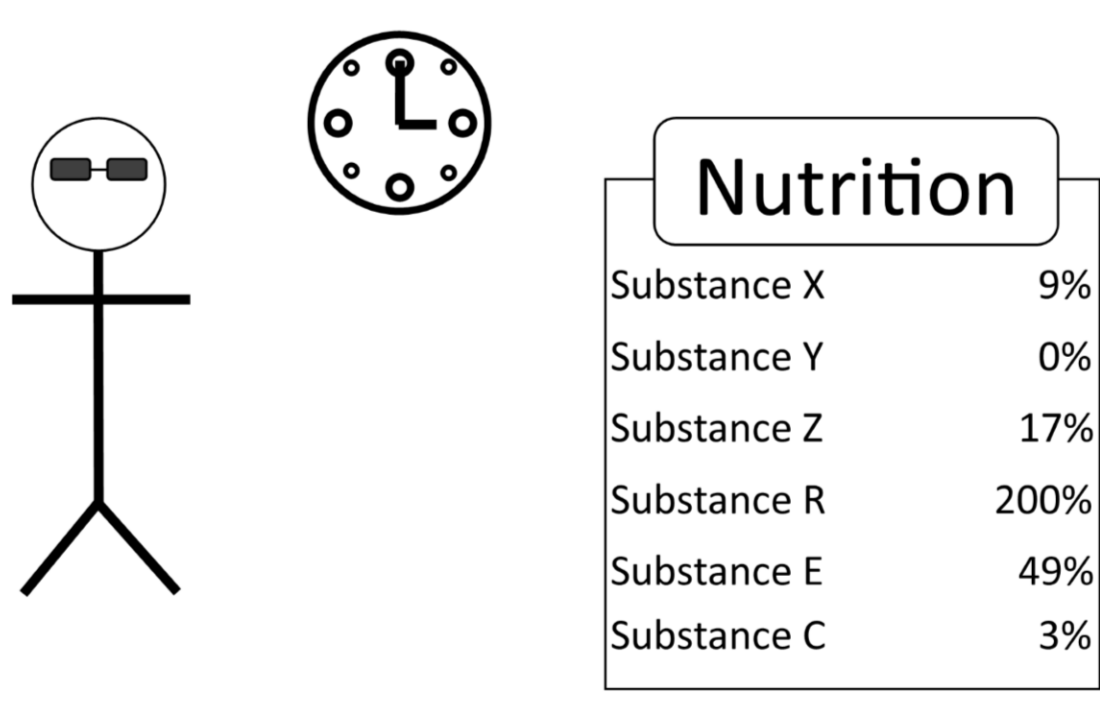 Nutrition
Substance X 9%
Substance Y 0%
Substance Z 17%
Substance R 200%
Substance E 49%
Substance C 3%